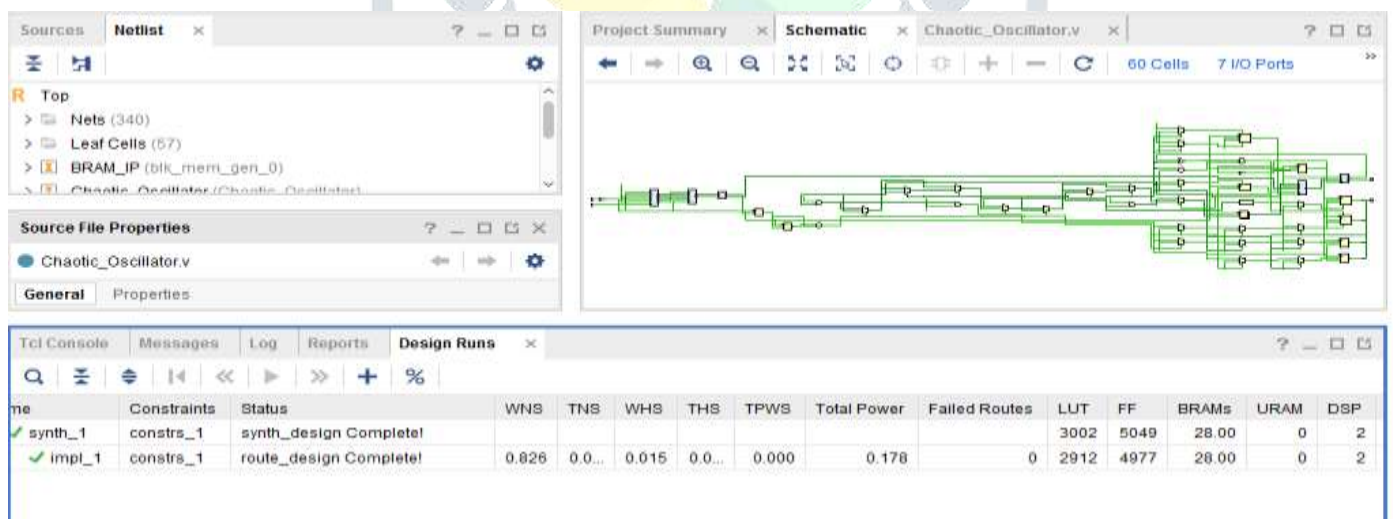 Sources Netlist
Top
Nets (340)
Leaf Cells (57)
BRAM_IP (blk_mem_gen_0)
Chaotic_Oscillator (Chaotic_Oscillator)
Source File Properties
Chaotic_Oscillator.v
General Properties
Project Summary Schematic Chaotic_Oscillator.v
60 Cells 7 I/O Ports
Tcl Console Messages Log Reports Design Runs
me Constraints Status WNS TNS WHS THS TPWS Total Power Failed Routes LUT FF BRAMs URAM DSP
synth_1 constrs_1 synth_design Complete! 3002 5049 28.00 0 2
impl_1 constrs_1 route_design Complete! 0.826 0.0... 0.015 0.0... 0.000 0.178 0 2912 4977 28.00 0 2